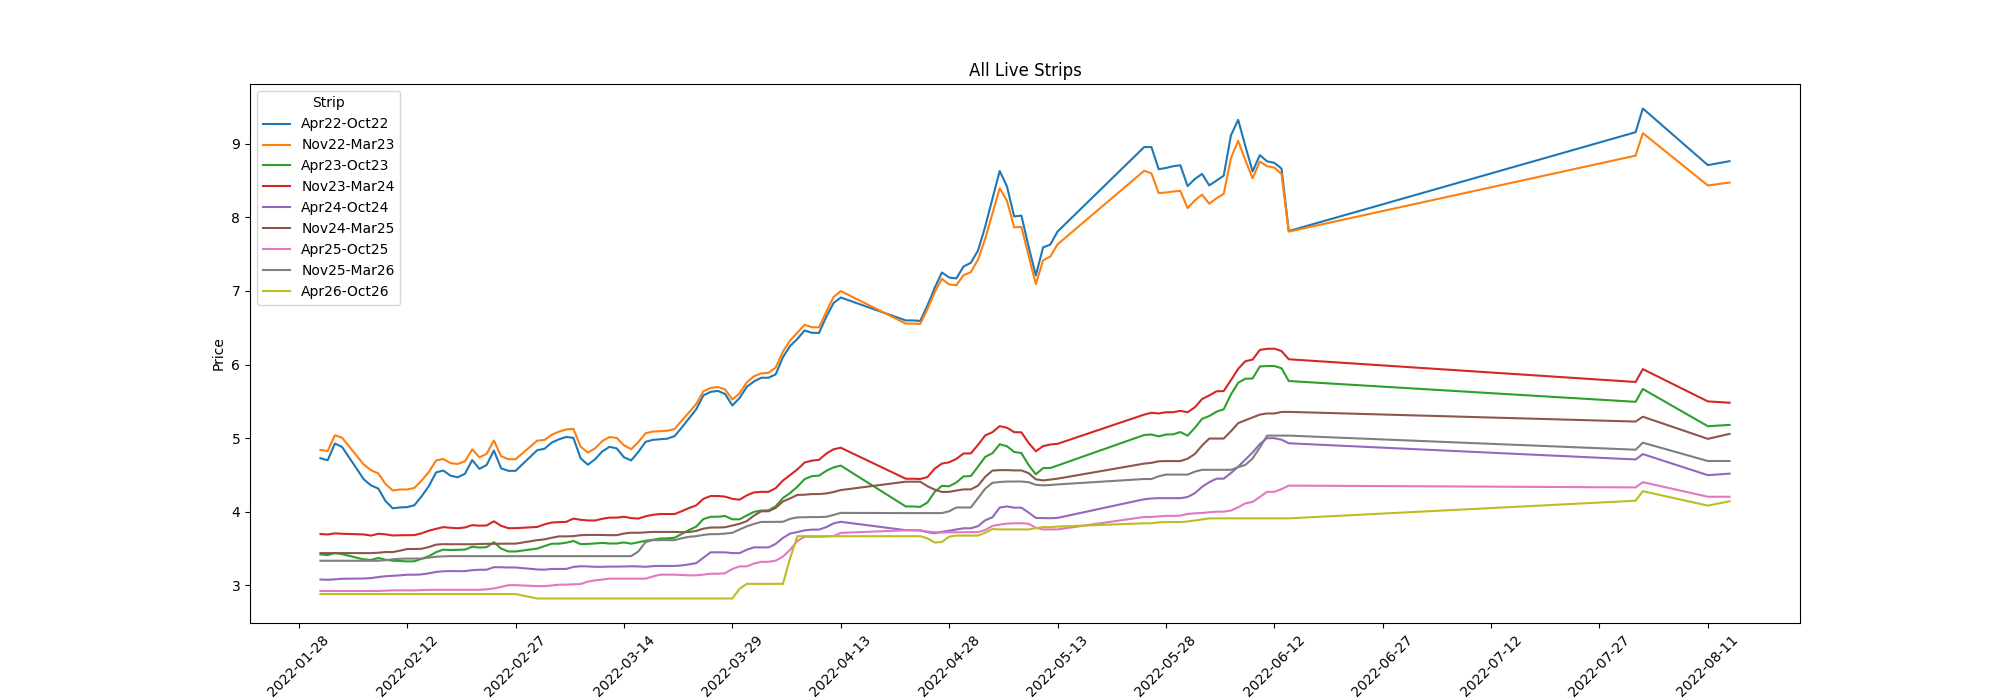 All Live Strips
Strip
Apr22-Oct22
Nov22-Mar23
Apr23-Oct23
Nov23-Mar24
Apr24-Oct24
Nov24-Mar25
Apr25-Oct25
Nov25-Mar26
Apr26-Oct26
Price
9
8
7
6
5
4
3
2022-01-28
2022-02-12
2022-02-27
2022-03-14
2022-03-29
2022-04-13
2022-04-28
2022-05-13
2022-05-28
2022-06-12
2022-06-27
2022-07-12
2022-07-27
2022-08-11